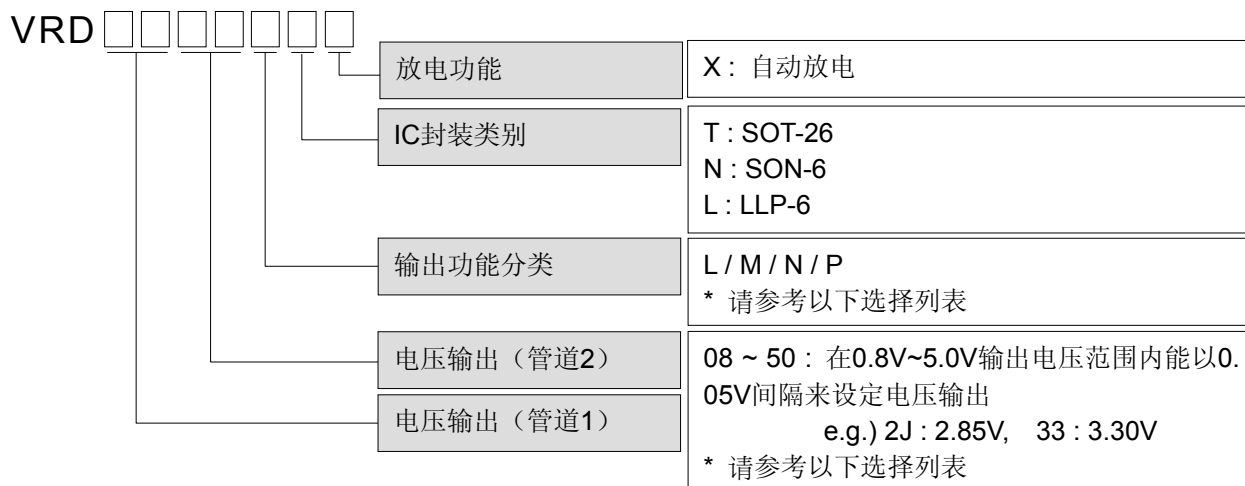 VRD
放电功能
X : 自动放电
IC封装类别
T : SOT-26
N : SON-6
L : LLP-6
输出功能分类
L / M / N / P
* 请参考以下选择列表
电压输出（管道2）
电压输出（管道1）
08 ~ 50 : 在0.8V~5.0V输出电压范围内能以0.
05V间隔来设定电压输出
e.g.) 2J : 2.85V, 33 : 3.30V
* 请参考以下选择列表